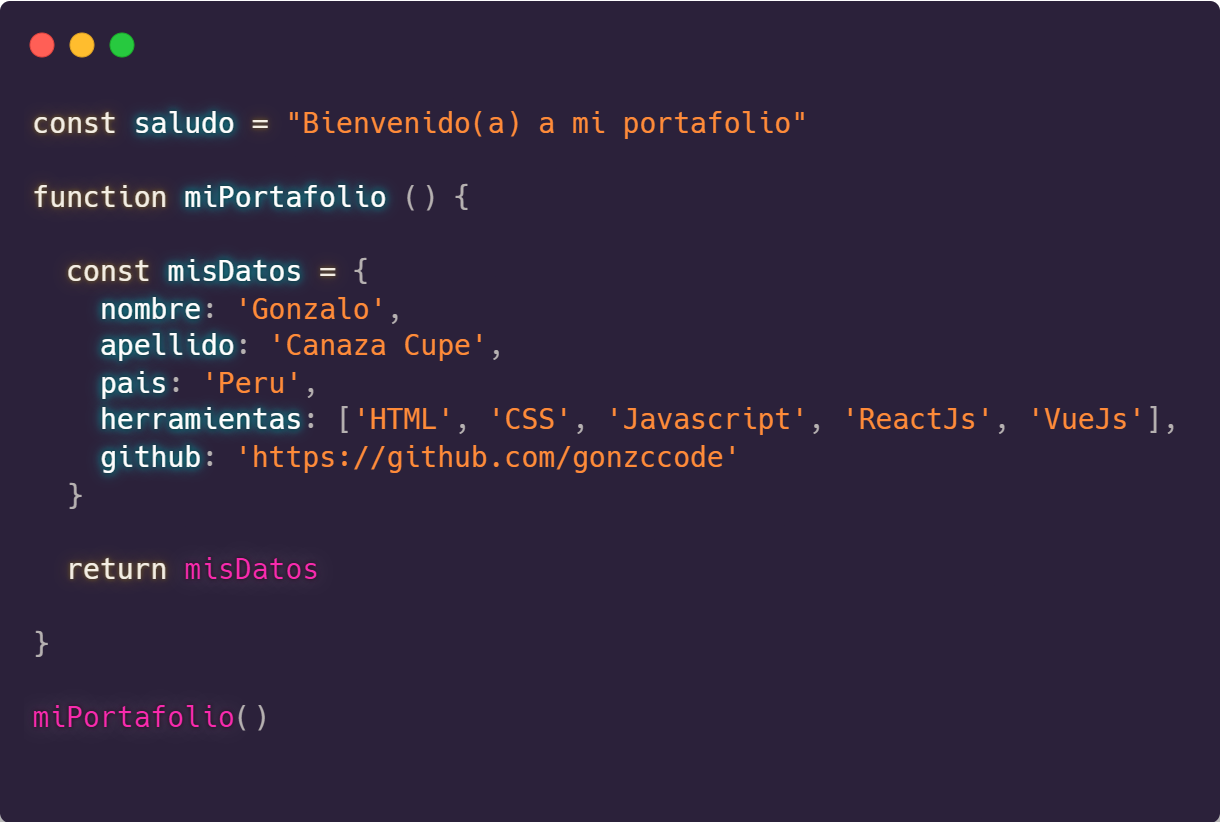 const saludo = "Bienvenido(a) a mi portafolio"
function miPortafolio () {
  const misDatos = {
    nombre: 'Gonzalo',
    apellido: 'Canaza Cupe',
    pais: 'Peru',
    herramientas: ['HTML', 'CSS', 'Javascript', 'ReactJs', 'VueJs'],
    github: 'https://github.com/gonzccode'
  }
  return misDatos
}
miPortafolio()